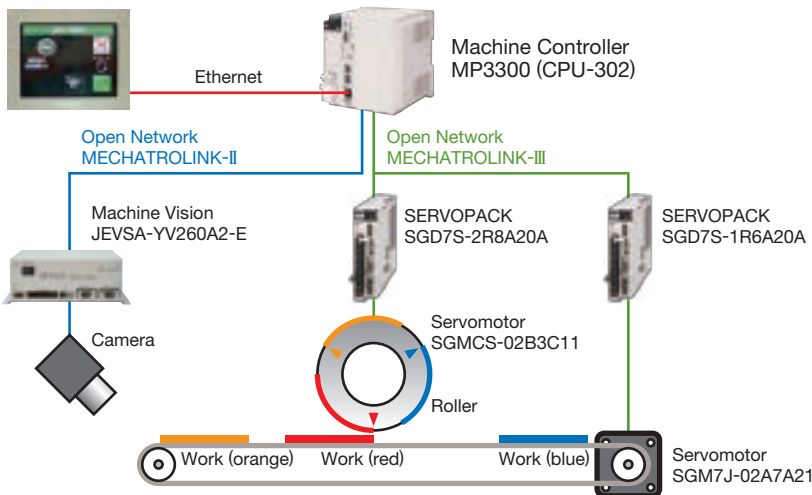 Machine Controller
MP3300 (CPU-302)
Ethernet
Open Network
MECHATROLINK-II
Open Network
MECHATROLINK-III
Machine Vision
JEVSA-YV260A2-E
SERVOPACK
SGD7S-2R8A20A
SERVOPACK
SGD7S-1R6A20A
Camera
Servomotor
SGMCS-02B3C11
Roller
Work (orange)
Work (red)
Work (blue)
Servomotor
SGM7J-02A7A21